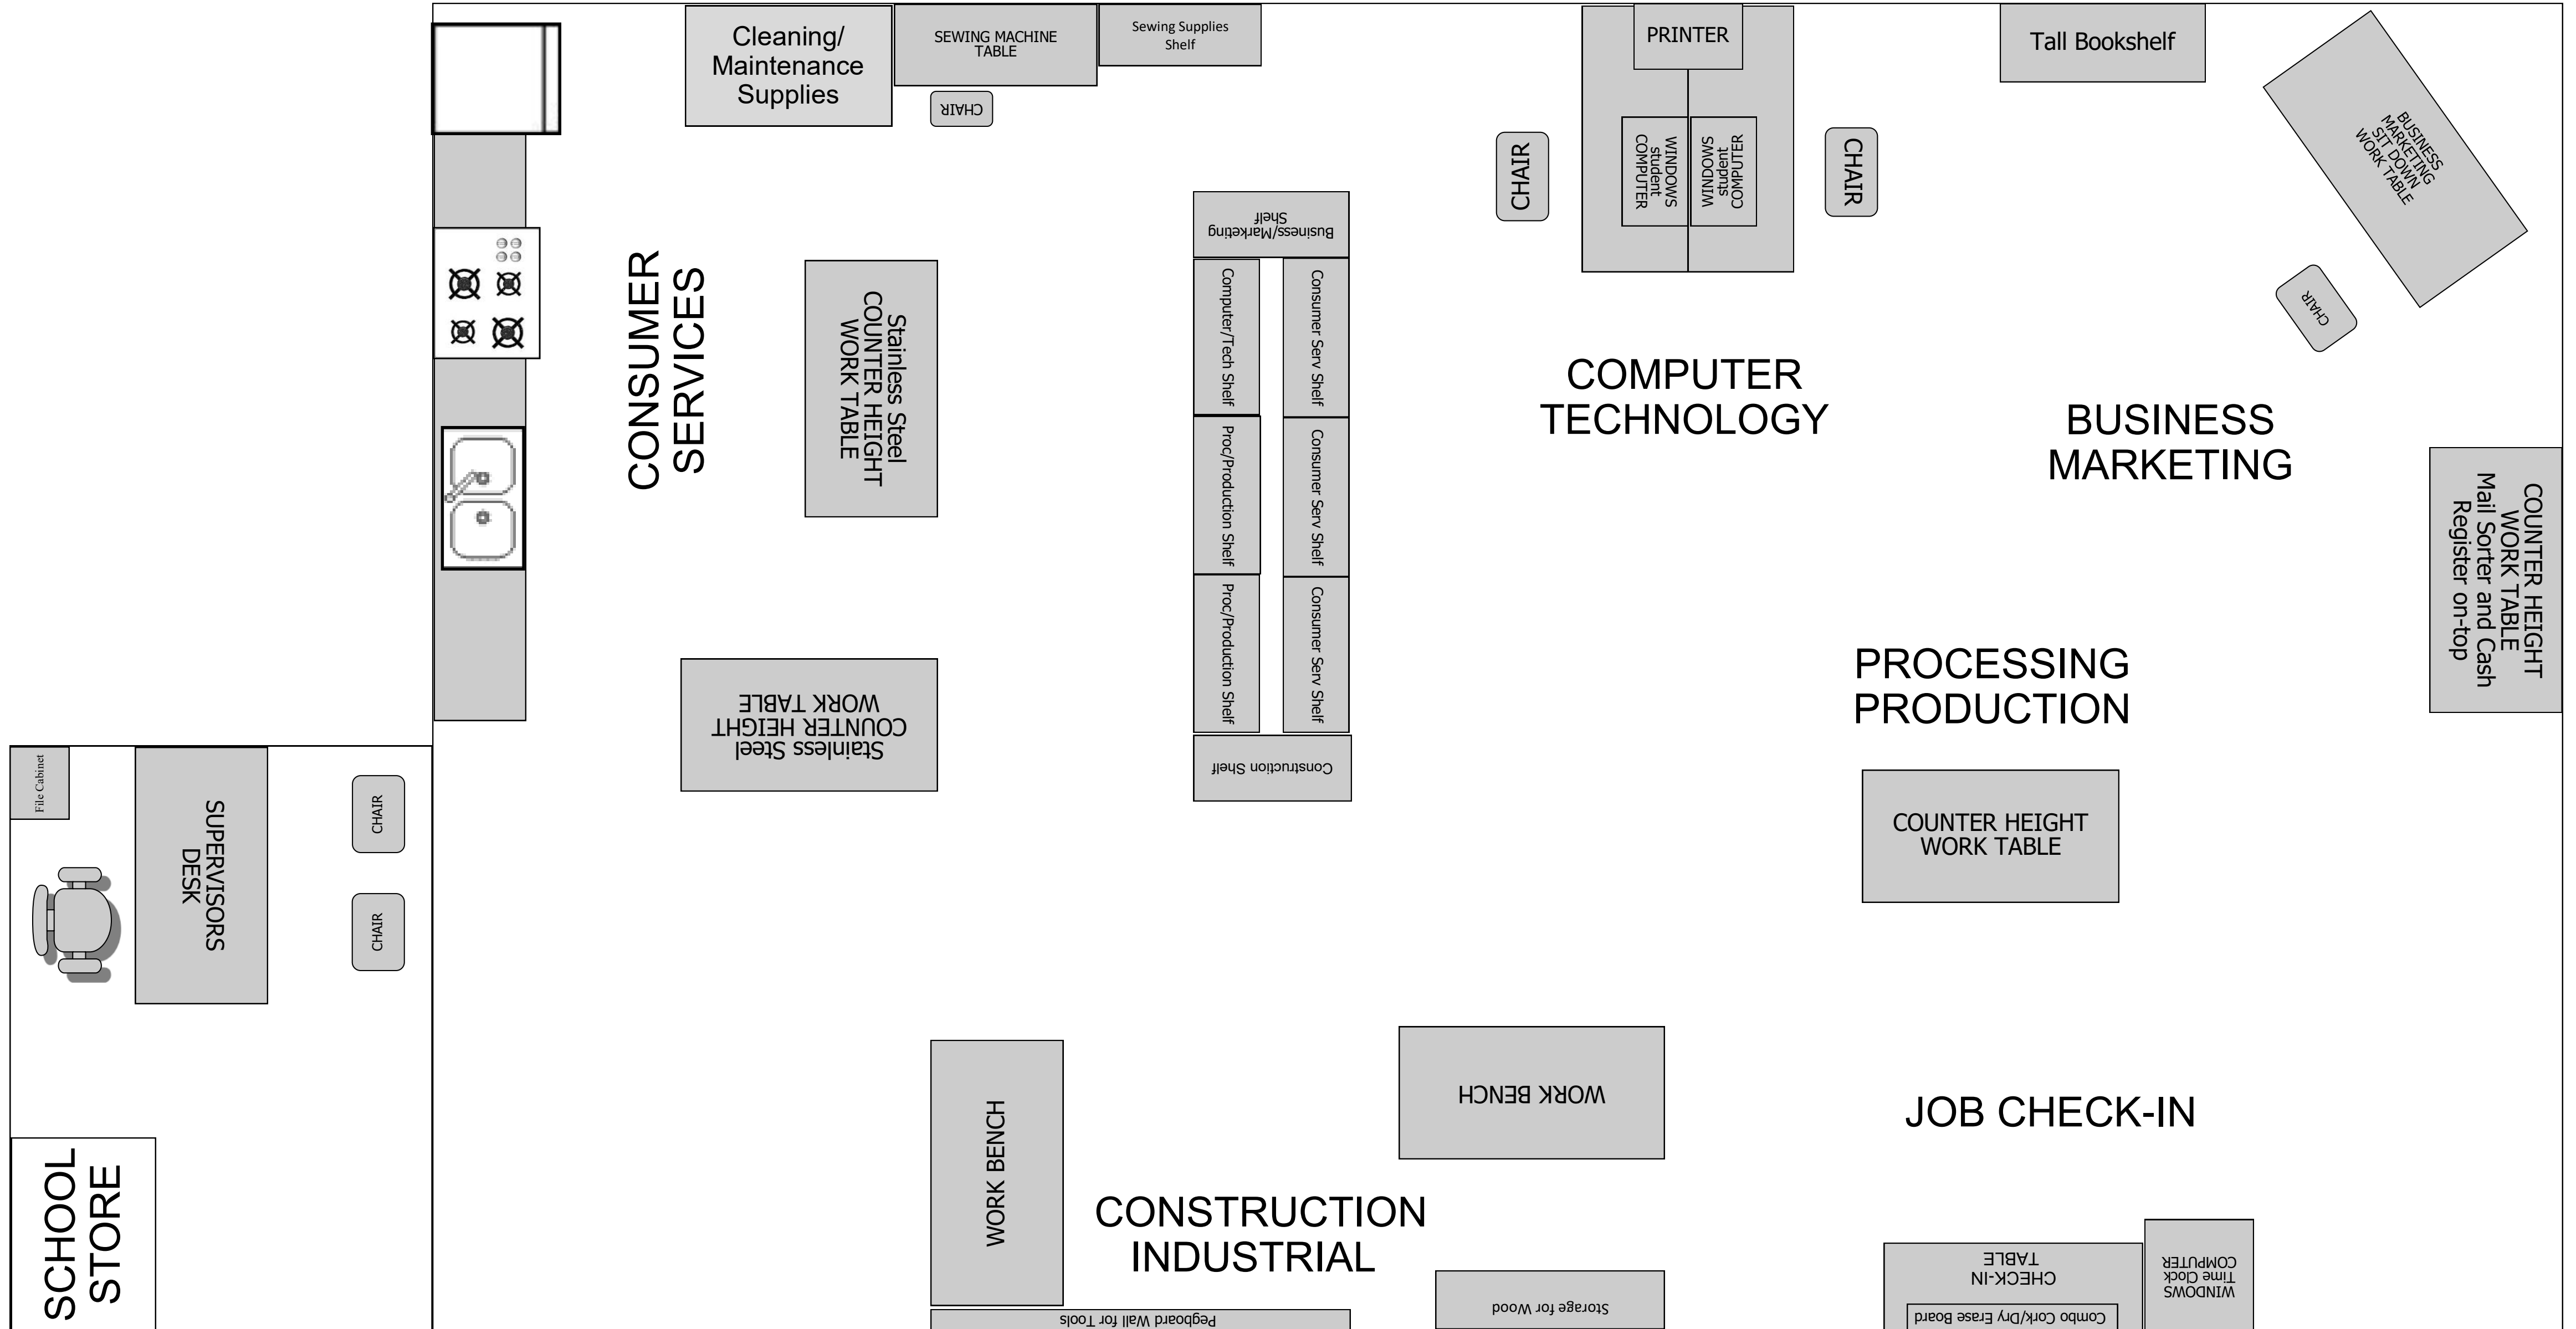 Cleaning/
Maintenance
Supplies
SEWING MACHINE
TABLE
Sewing Supplies
Shelf
CHAIR
PRINTER
WINDOWS
student
COMPUTER
WINDOWS
student
COMPUTER
CHAIR
CHAIR
Tall Bookshelf
BUSINESS
MARKETING
SIT DOWN
WORK TABLE
CHAIR
CONSUMER
SERVICES
Stainless Steel
COUNTER HEIGHT
WORK TABLE
Business/Marketing
Shelf
Computer/Tech Shelf
Consumer Serv Shelf
Proc/Production Shelf
Consumer Serv Shelf
Proc/Production Shelf
Consumer Serv Shelf
Construction Shelf
COMPUTER
TECHNOLOGY
BUSINESS
MARKETING
COUNTER HEIGHT
WORK TABLE
Mail Sorter and Cash
Register on-top
Stainless Steel
COUNTER HEIGHT
WORK TABLE
PROCESSING
PRODUCTION
COUNTER HEIGHT
WORK TABLE
File Cabinet
SUPERVISORS
DESK
CHAIR
CHAIR
WORK BENCH
WORK BENCH
JOB CHECK-IN
SCHOOL
STORE
CONSTRUCTION
INDUSTRIAL
Pegboard Wall for Tools
Storage for Wood
CHECK-IN
TABLE
Combo Cork/Dry Erase Board
WINDOWS
Time Clock
COMPUTER